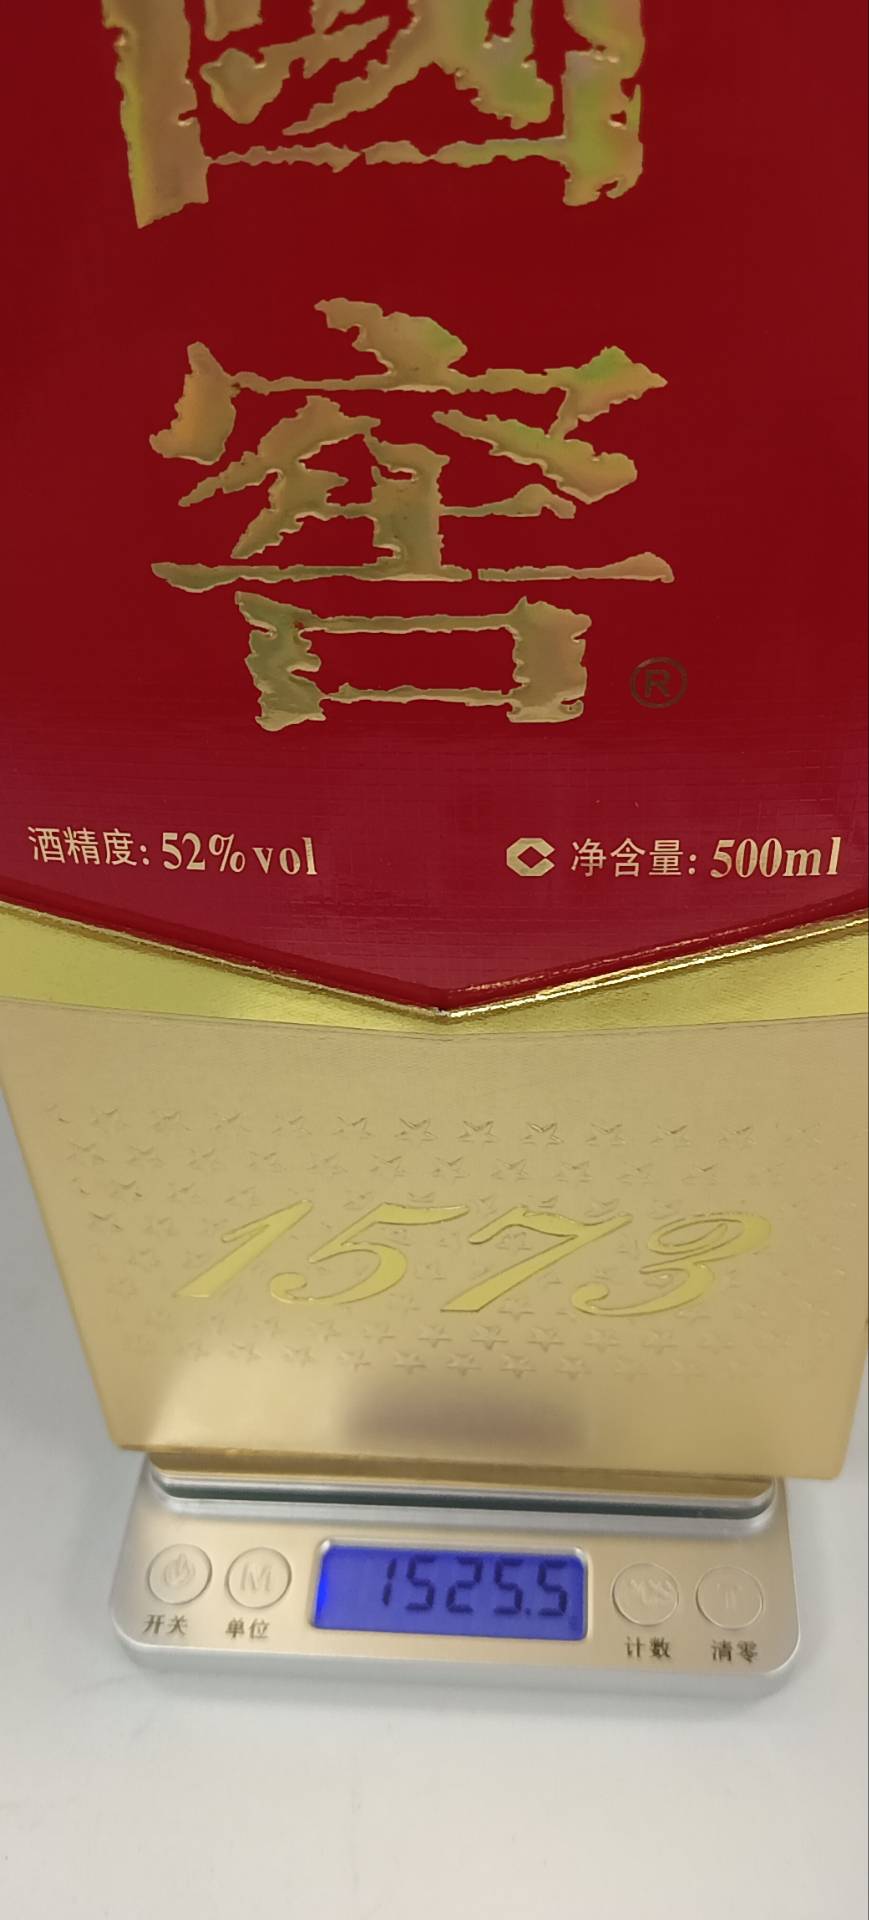 國
窖
®
酒精度: 52%vol
净含量: 500ml
1573
1525.5
M
T
开关
单位
计数
清零